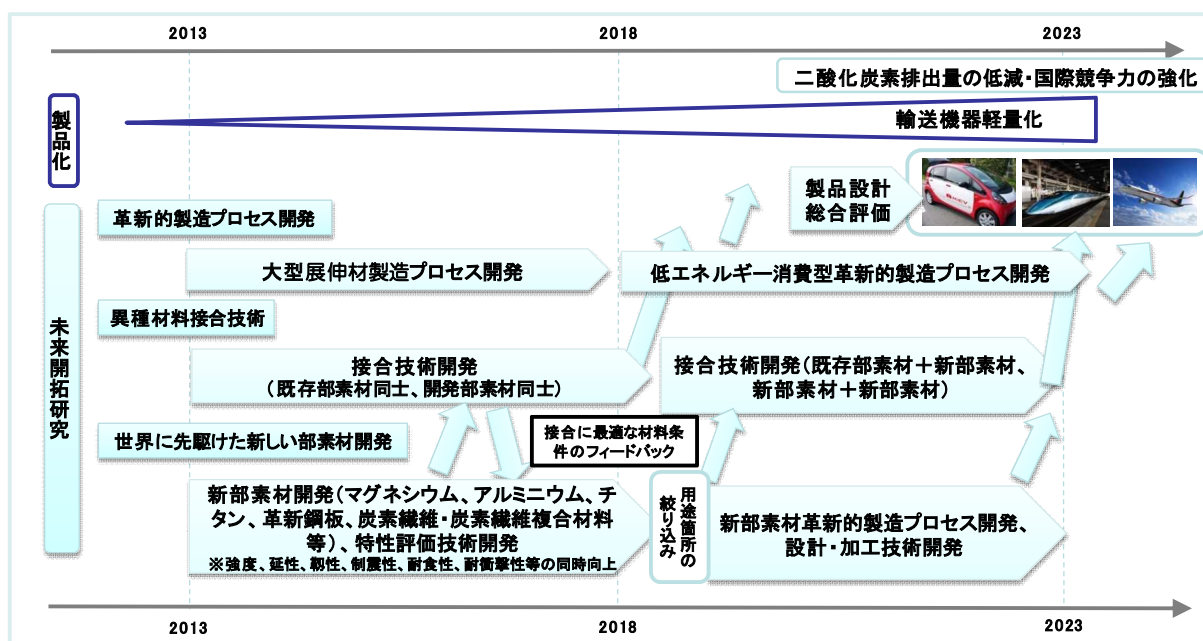 2013
2018
2023
二酸化炭素排出量の低減・国際競争力の強化
製品化
輸送機器軽量化
製品設計
総合評価
未来開拓研究
革新的製造プロセス開発
大型展伸材製造プロセス開発
低エネルギー消費型革新的製造プロセス開発
異種材料接合技術
接合技術開発
(既存部素材同士、開発部素材同士)
接合技術開発(既存部素材+新部素材、
新部素材+新部素材)
世界に先駆けた新しい部素材開発
接合に最適な材料条
件のフィードバック
新部素材開発(マグネシウム、アルミニウム、チ
タン、革新鋼板、炭素繊維・炭素繊維複合材料
等)、特性評価技術開発
※強度、延性、靭性、制震性、耐食性、耐衝撃性等の同時向上
用途箇所の
絞り込み
新部素材革新的製造プロセス開発、
設計・加工技術開発
2013
2018
2023